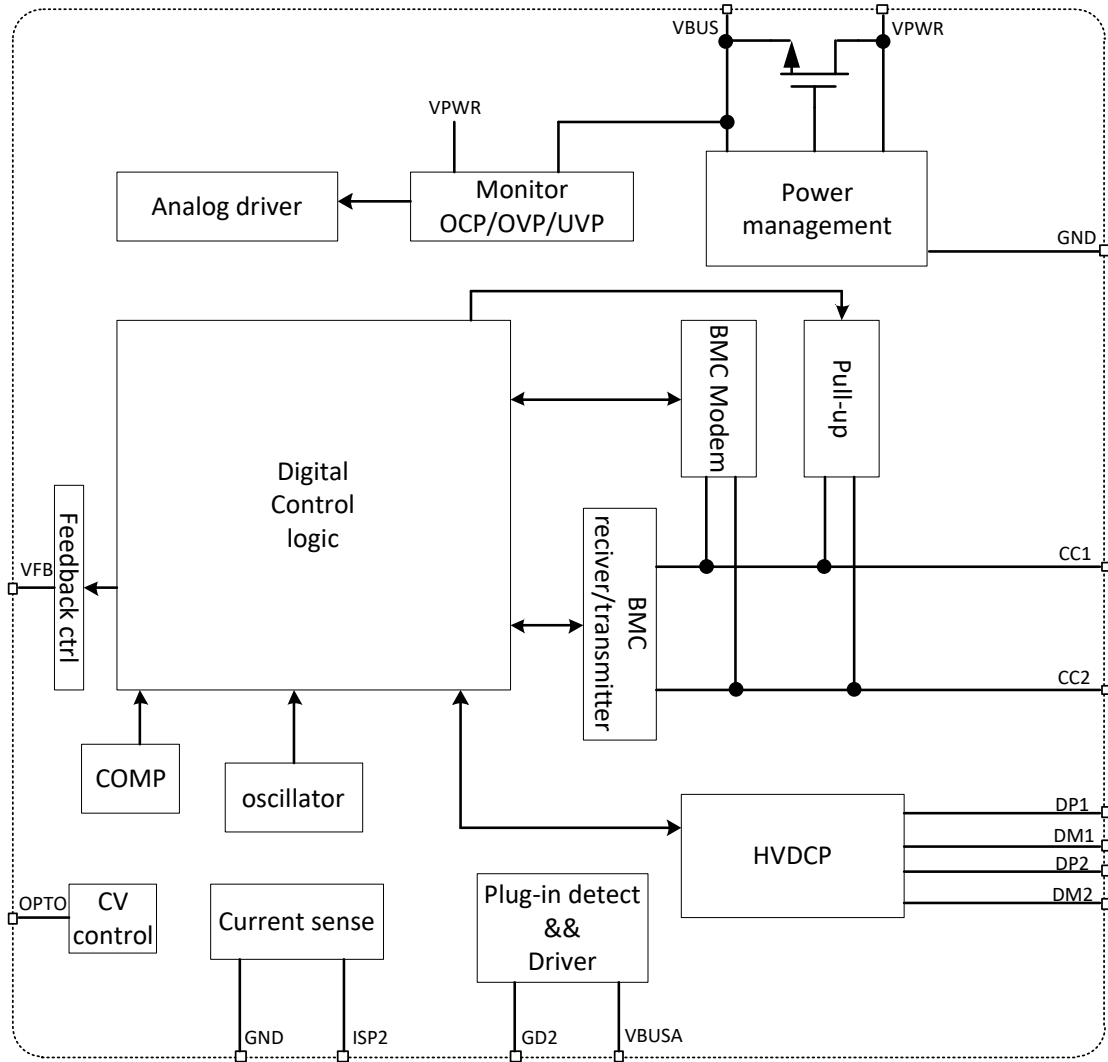 VBUS
VPWR
VPWR
Analog driver
Monitor
OCP/OVP/UVP
Power
management
GND
Digital
Control
logic
BMC Modem
Pull-up
Feedback ctrl
VFB
BMC
reciver/transmitter
CC1
CC2
COMP
oscillator
HVDCP
DP1
DM1
DP2
DM2
OPTO
CV
control
Current sense
Plug-in detect
&&
Driver
GND
ISP2
GD2
VBUSA